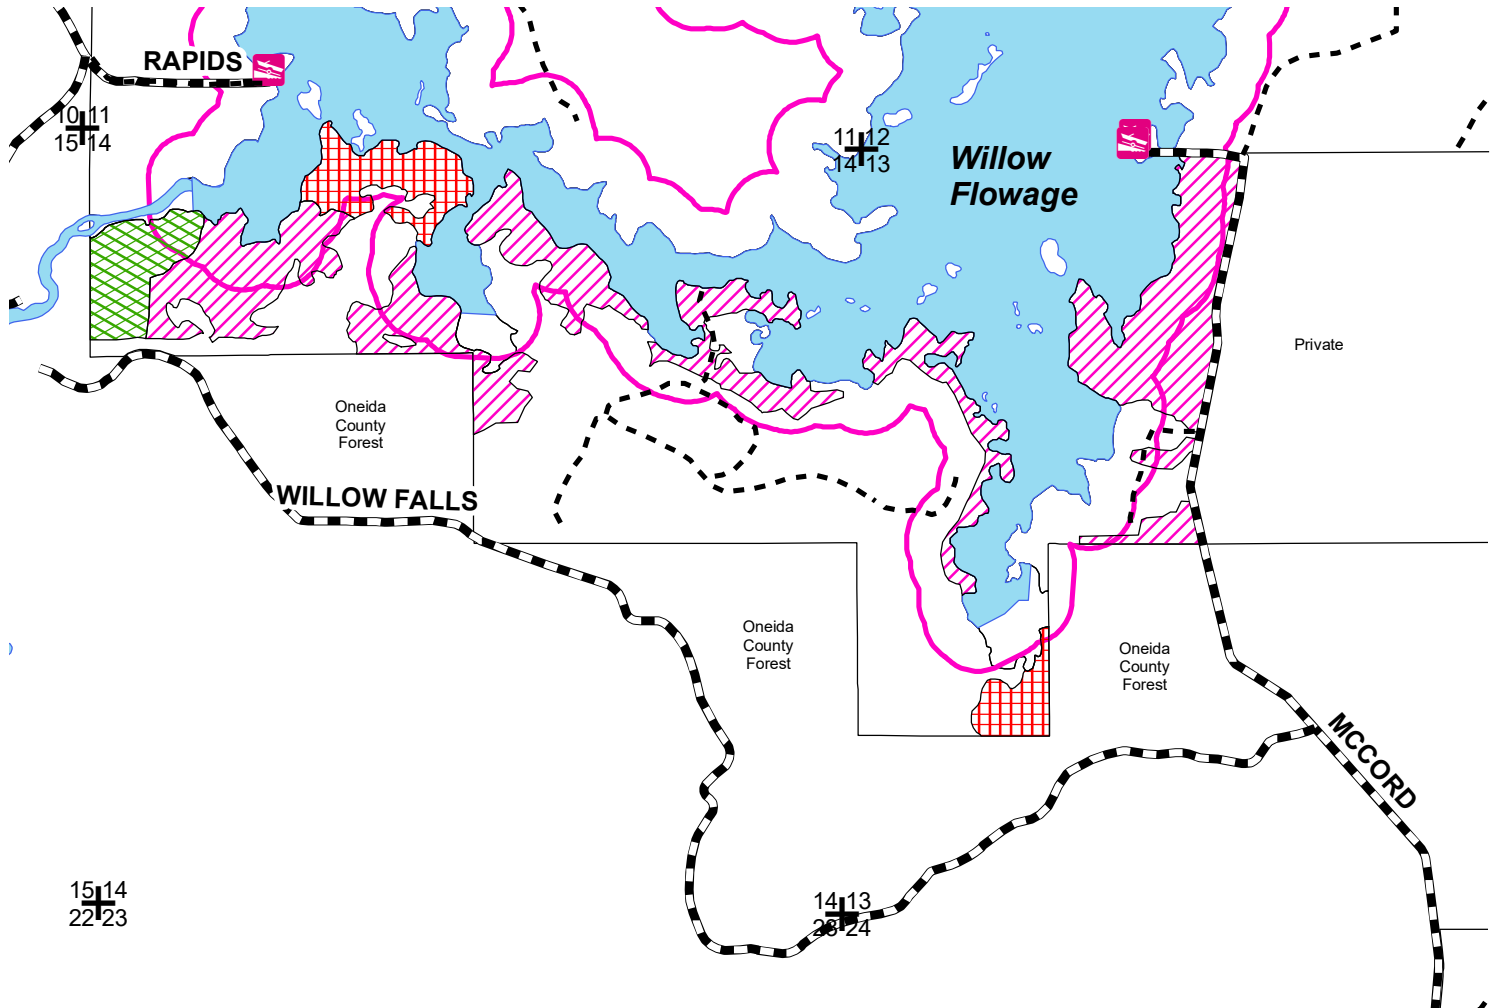 RAPIDS
10 11
15 14
11 12
14 13
Willow
Flowage
Private
Oneida
County
Forest
WILLOW FALLS
Oneida
County
Forest
Oneida
County
Forest
MCCORD
15 14
22 23
14 13
23 24